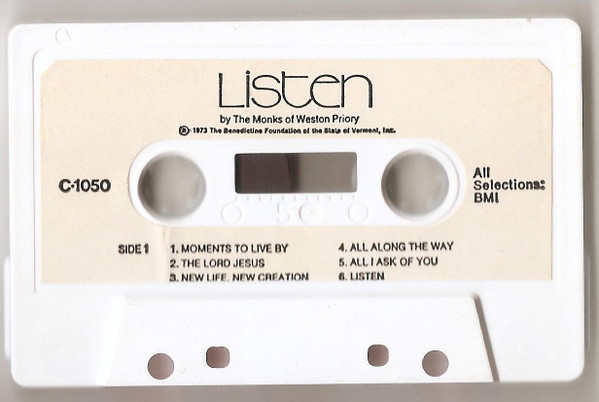 Listen
by The Monks of Weston Priory
Ⓟ·1973 The Benedictine Foundation of the State of Vermont, Inc.
C·1050
All
Selections:
BMI
5
SIDE 1
1. MOMENTS TO LIVE BY
2. THE LORD JESUS
3. NEW LIFE, NEW CREATION
4. ALL ALONG THE WAY
5. ALL I ASK OF YOU
6. LISTEN